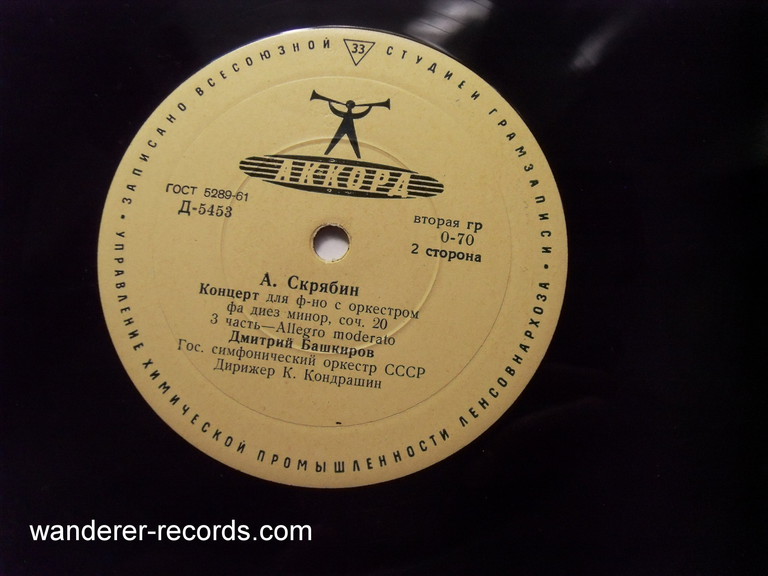 ЗАПИСАНО ВСЕСОЮЗНОЙ 33 СТУДИЕЙ ГРАМЗАПИСИ
• УПРАВЛЕНИЕ ХИМИЧЕСКОЙ ПРОМЫШЛЕННОСТИ ЛЕНСОВНАРХОЗА •
АККОРД
ГОСТ 5289-61
Д-5453
вторая гр
0-70
2 сторона
А. Скрябин
Концерт для ф-но с оркестром
фа диез минор, соч. 20
3 часть—Allegro moderato
Дмитрий Башкиров
Гос. симфонический оркестр СССР
Дирижер К. Кондрашин
wanderer-records.com